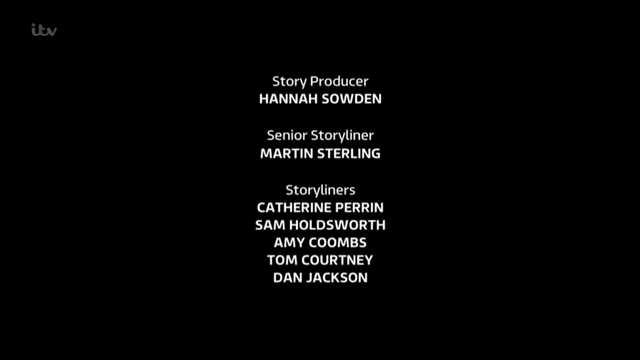 itv
Story Producer
HANNAH SOWDEN
Senior Storyliner
MARTIN STERLING
Storyliners
CATHERINE PERRIN
SAM HOLDSWORTH
AMY COOMBS
TOM COURTNEY
DAN JACKSON